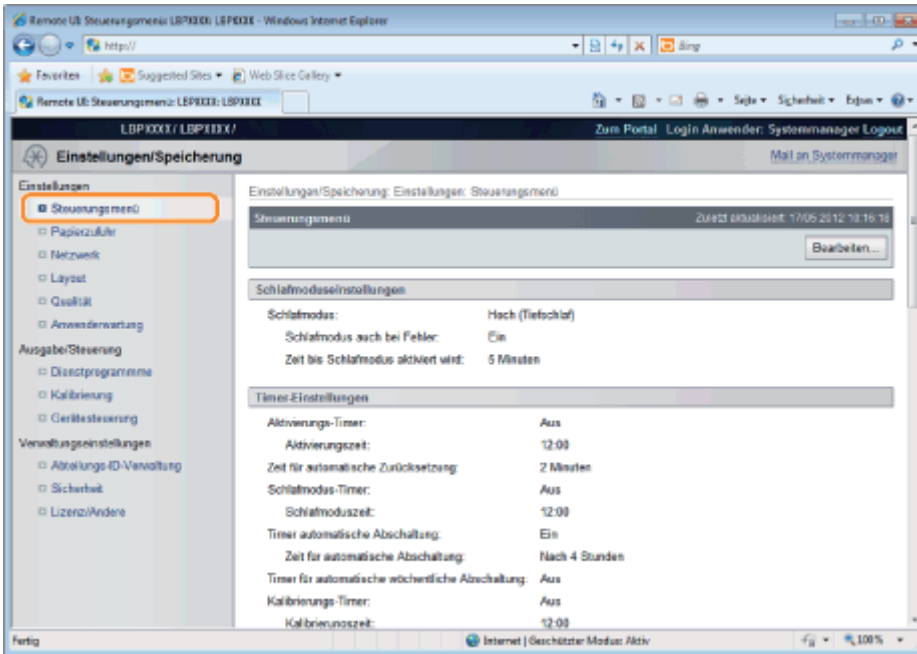 Remote UI: Steuerungsmenü: LBPXXXX: LBPXXXX - Windows Internet Explorer
http://
Bing
Favoriten Suggested Sites Web Slice Gallery
Remote UI: Steuerungsmenü: LBPXXXX: LBPXXXX
Seite Sicherheit Extras
LBPXXXX / LBPXXXX /
Zum Portal Login Anwender: Systemmanager Logout
Einstellungen/Speicherung
Mail an Systemmanager
Einstellungen
Steuerungsmenü
Papierzufuhr
Netzwerk
Layout
Qualität
Anwenderwartung
Ausgabe/Steuerung
Dienstprogrammme
Kalibrierung
Gerätesteuerung
Verwaltungseinstellungen
Abteilungs-ID-Verwaltung
Sicherheit
Lizenz/Andere
Einstellungen/Speicherung: Einstellungen: Steuerungsmenü
Steuerungsmenü
Zuletzt aktualisiert: 17/05 2012 10:16:18
Bearbeiten...
Schlafmoduseinstellungen
Schlafmodus: Hoch (Tiefschlaf)
Schlafmodus auch bei Fehler: Ein
Zeit bis Schlafmodus aktiviert wird: 5 Minuten
Timer-Einstellungen
Aktivierungs-Timer: Aus
Aktivierungszeit: 12:00
Zeit für automatische Zurücksetzung: 2 Minuten
Schlafmodus-Timer: Aus
Schlafmoduszeit: 12:00
Timer automatische Abschaltung: Ein
Zeit für automatische Abschaltung: Nach 4 Stunden
Timer für automatische wöchentliche Abschaltung: Aus
Kalibrierungs-Timer: Aus
Kalibrierungszeit: 12:00
Fertig
Internet | Geschützter Modus: Aktiv
100%